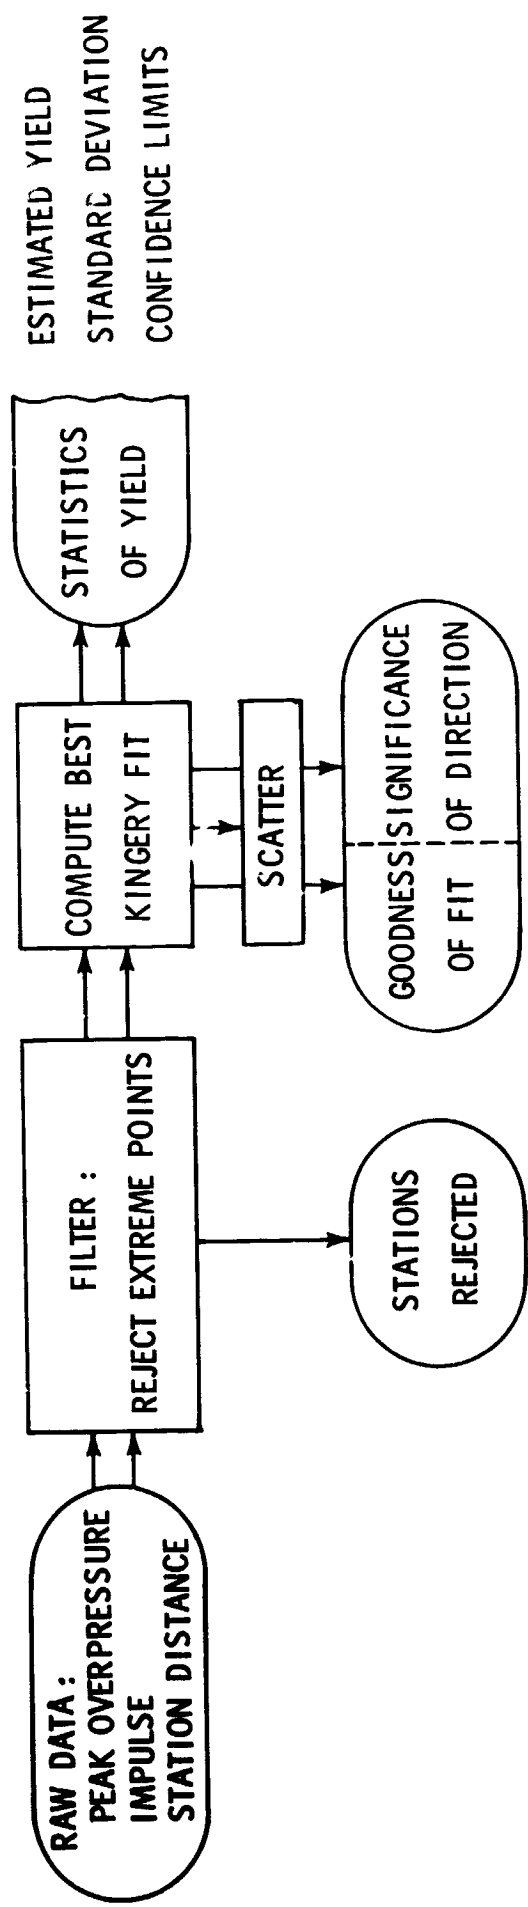 RAW DATA:
PEAK OVERPRESSURE
IMPULSE
STATION DISTANCE
FILTER :
REJECT EXTREME POINTS
STATIONS
REJECTED
COMPUTE BEST
KINGERY FIT
SCATTER
GOODNESS
OF FIT
SIGNIFICANCE
OF DIRECTION
STATISTICS
OF YIELD
ESTIMATED YIELD
STANDARD DEVIATION
CONFIDENCE LIMITS